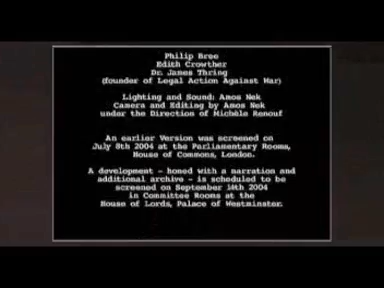 Philip Bree
Edith Crowther
Dr. James Thring
(founder of Legal Action Against War)
Lighting and Sound: Amos Nek
Camera and Editing by Amos Nek
under the Direction of Michèle Renouf
An earlier Version was screened on
July 8th 2004 at the Parliamentary Rooms,
House of Commons, London.
A development - honed with a narration and
additional archive - is scheduled to be
screened on September 14th 2004
in Committee Rooms at the
House of Lords, Palace of Westminster.